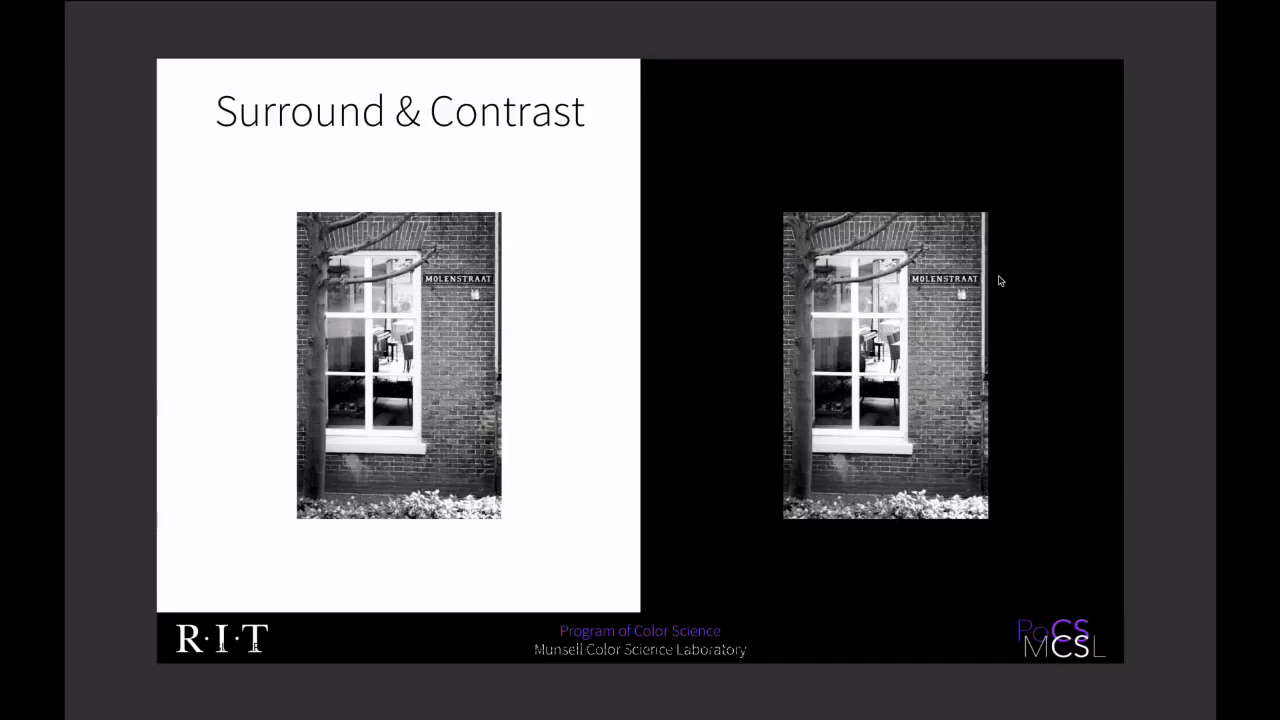 Surround & Contrast
MOLENSTRAAT
MOLENSTRAAT
R·I·T
Program of Color Science
Munsell Color Science Laboratory
PoCS
MCSL